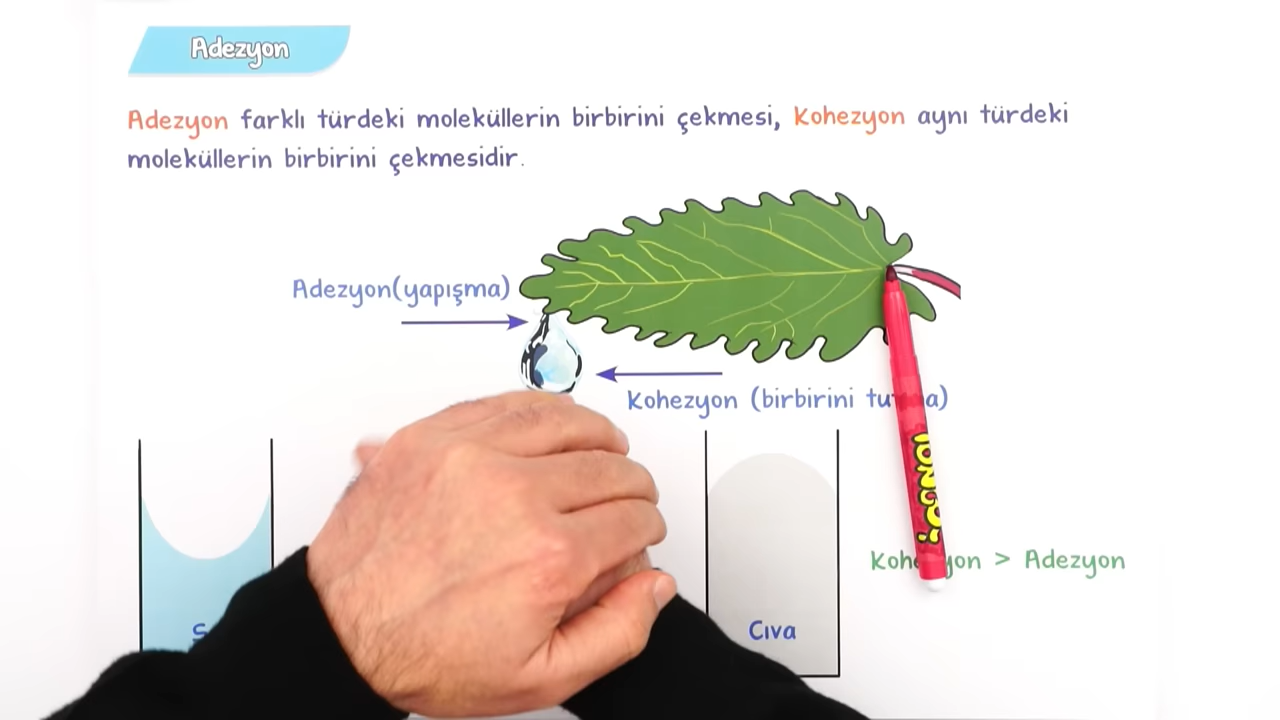 Adezyon
Adezyon farklı türdeki moleküllerin birbirini çekmesi, Kohezyon aynı türdeki
moleküllerin birbirini çekmesidir.
Adezyon(yapışma)
Kohezyon (birbirini
Cıva
> Adezyon